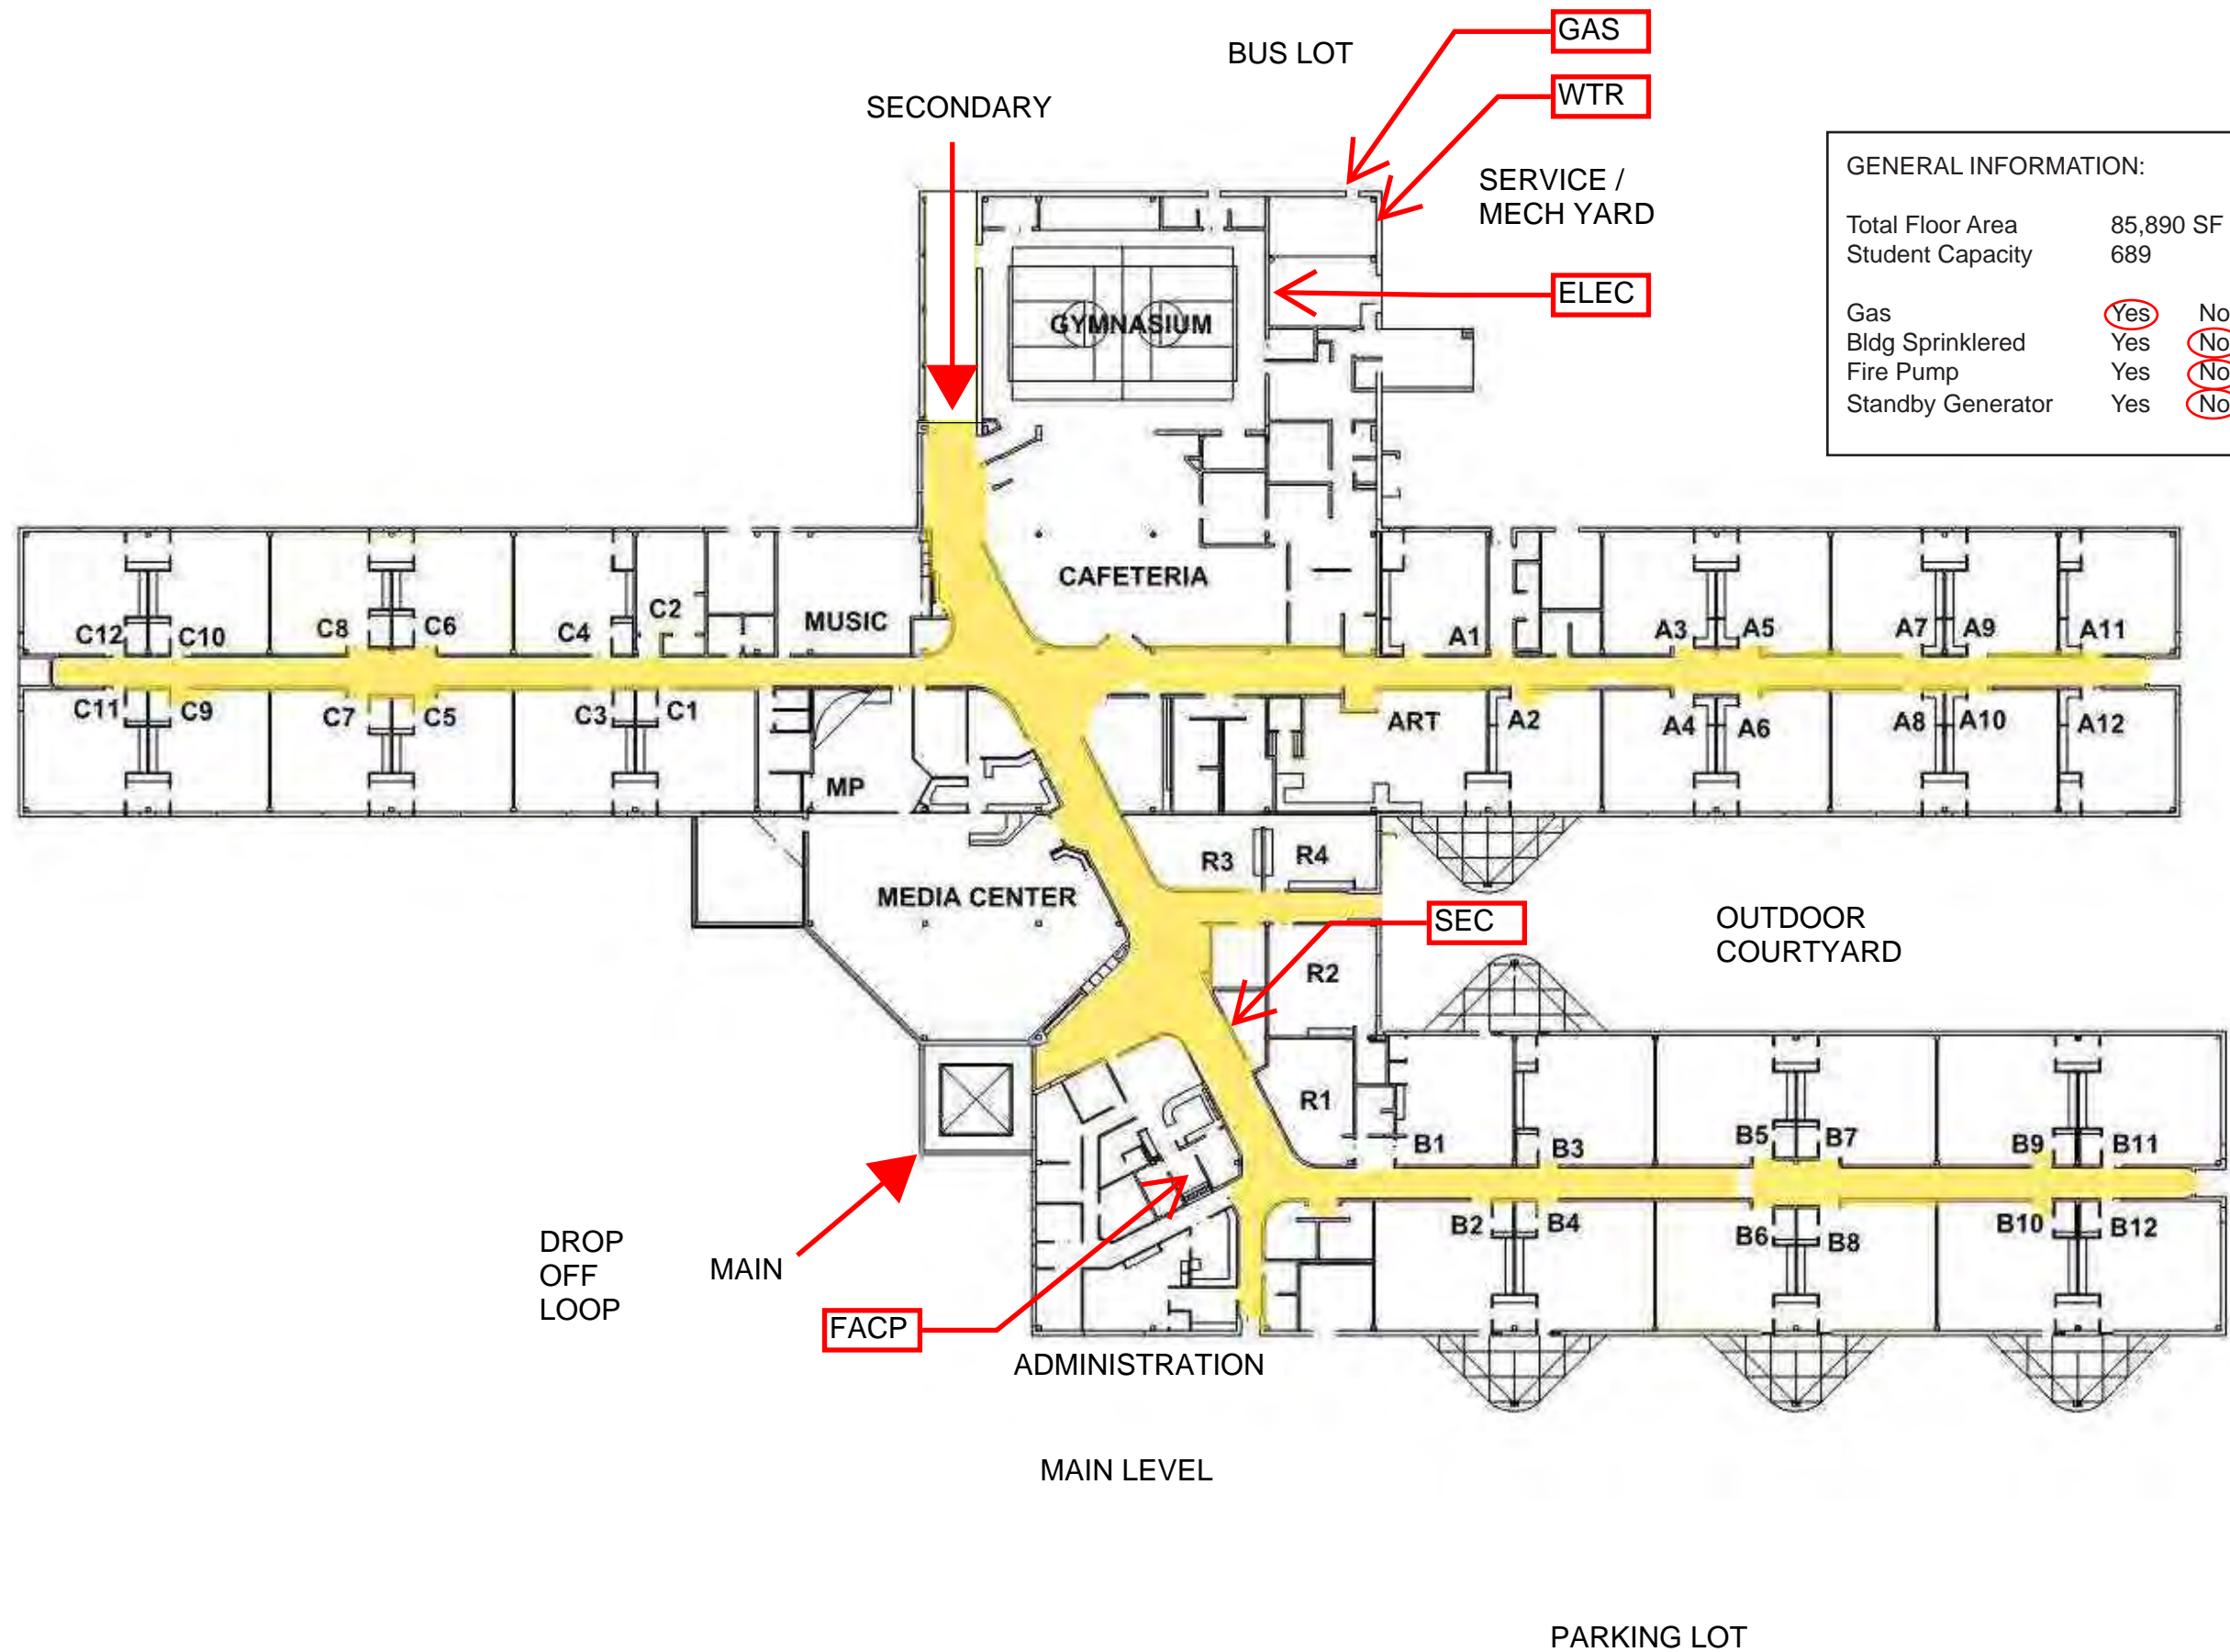 GAS
BUS LOT
WTR
SECONDARY
GENERAL INFORMATION:
SERVICE /
MECH YARD
Total Floor Area 85,890 SF
Student Capacity 689
ELEC
Gas Yes No
Bldg Sprinklered Yes No
Fire Pump Yes No
Standby Generator Yes No
GYMNASIUM
CAFETERIA
MUSIC
C12 C10 C8 C6 C4 C2
A1 A3 A5 A7 A9 A11
C11 C9 C7 C5 C3 C1
ART A2 A4 A6 A8 A10 A12
MP
R3 R4
MEDIA CENTER
SEC
OUTDOOR
COURTYARD
R2
R1
B1 B3 B5 B7 B9 B11
B2 B4 B6 B8 B10 B12
DROP
OFF
LOOP
MAIN
FACP
ADMINISTRATION
MAIN LEVEL
PARKING LOT